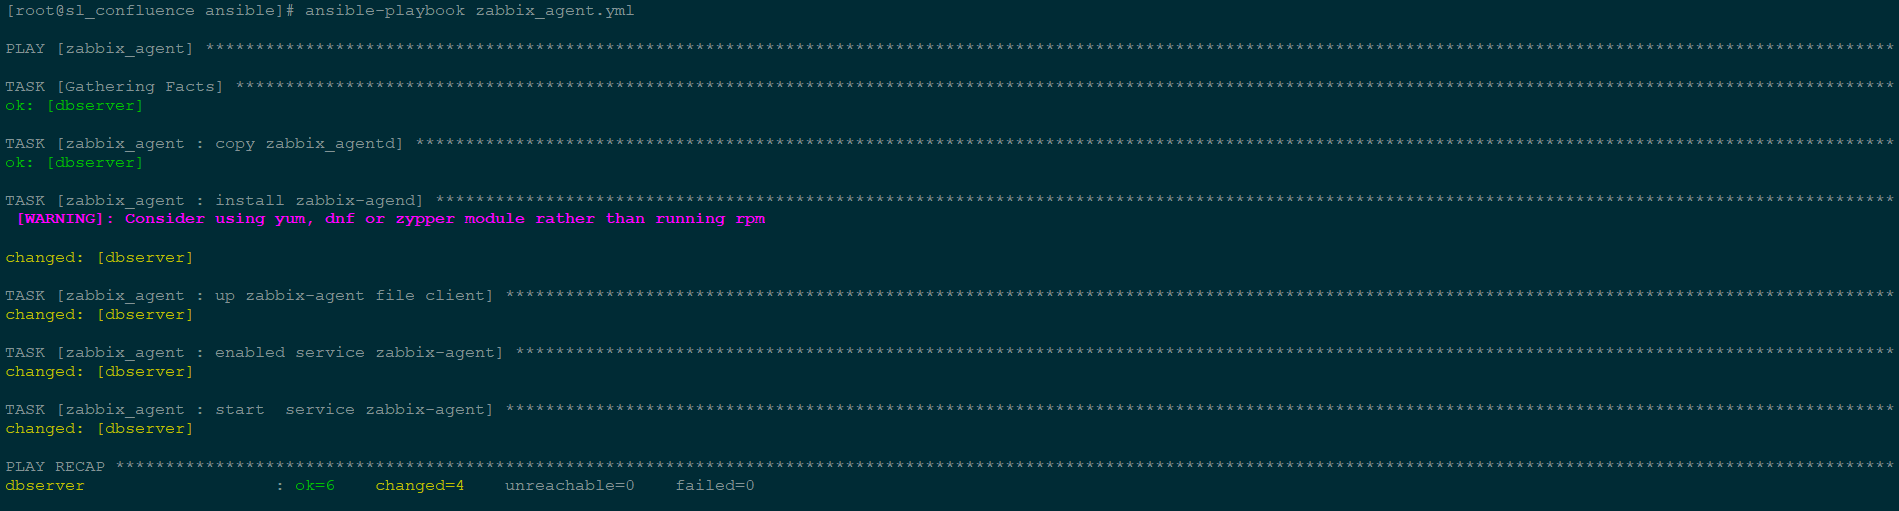 [root@sl_confluence ansible]# ansible-playbook zabbix_agent.yml
PLAY [zabbix_agent] *************************************************************************************************************************************************************************
TASK [Gathering Facts] **********************************************************************************************************************************************************************
ok: [dbserver]
TASK [zabbix_agent : copy zabbix_agentd] ****************************************************************************************************************************************************
ok: [dbserver]
TASK [zabbix_agent : install zabbix-agend] **************************************************************************************************************************************************
[WARNING]: Consider using yum, dnf or zypper module rather than running rpm
changed: [dbserver]
TASK [zabbix_agent : up zabbix-agent file client] *******************************************************************************************************************************************
changed: [dbserver]
TASK [zabbix_agent : enabled service zabbix-agent] ******************************************************************************************************************************************
changed: [dbserver]
TASK [zabbix_agent : start  service zabbix-agent] *******************************************************************************************************************************************
changed: [dbserver]
PLAY RECAP **********************************************************************************************************************************************************************************
dbserver                   : ok=6    changed=4    unreachable=0    failed=0